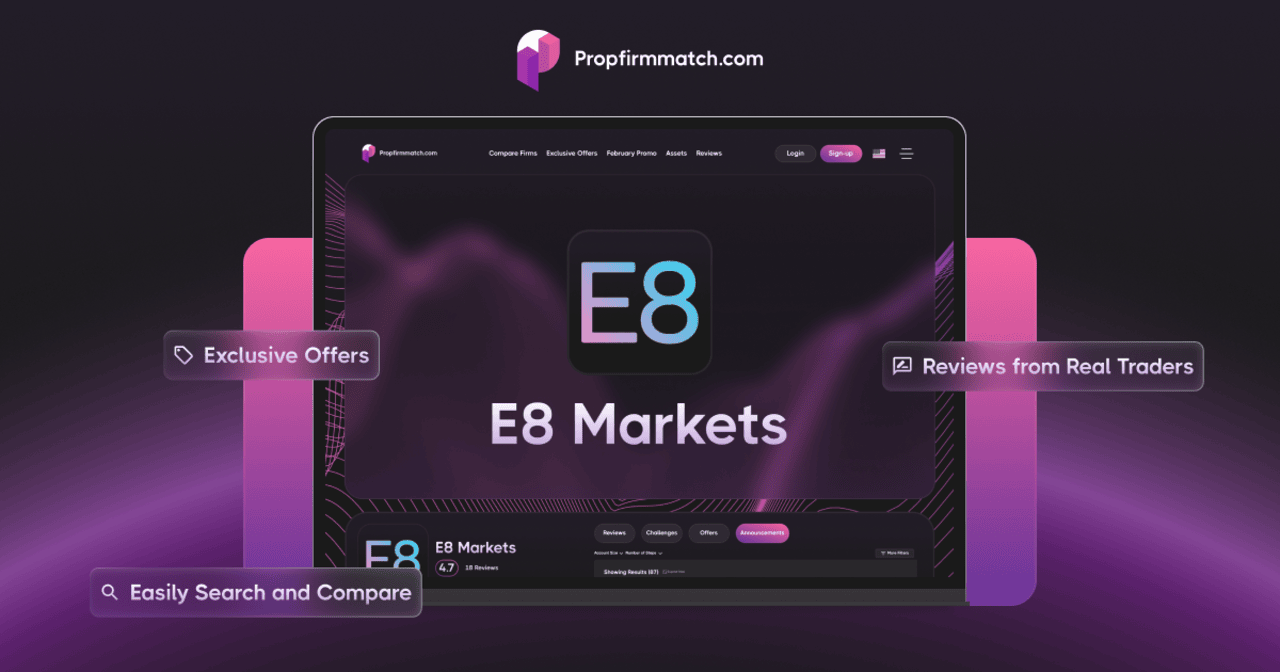 Propfirmmatch.com
Propfirmmatch.com
Compare Firms Exclusive Offers February Promo Assets Reviews
Login Sign-up
E8
E8 Markets
Exclusive Offers
Reviews from Real Traders
Reviews Challenges Offers Announcements
Account Size Number of Steps
More Filters
E8
E8 Markets
4.7 18 Reviews
Showing Results (87)
Easily Search and Compare